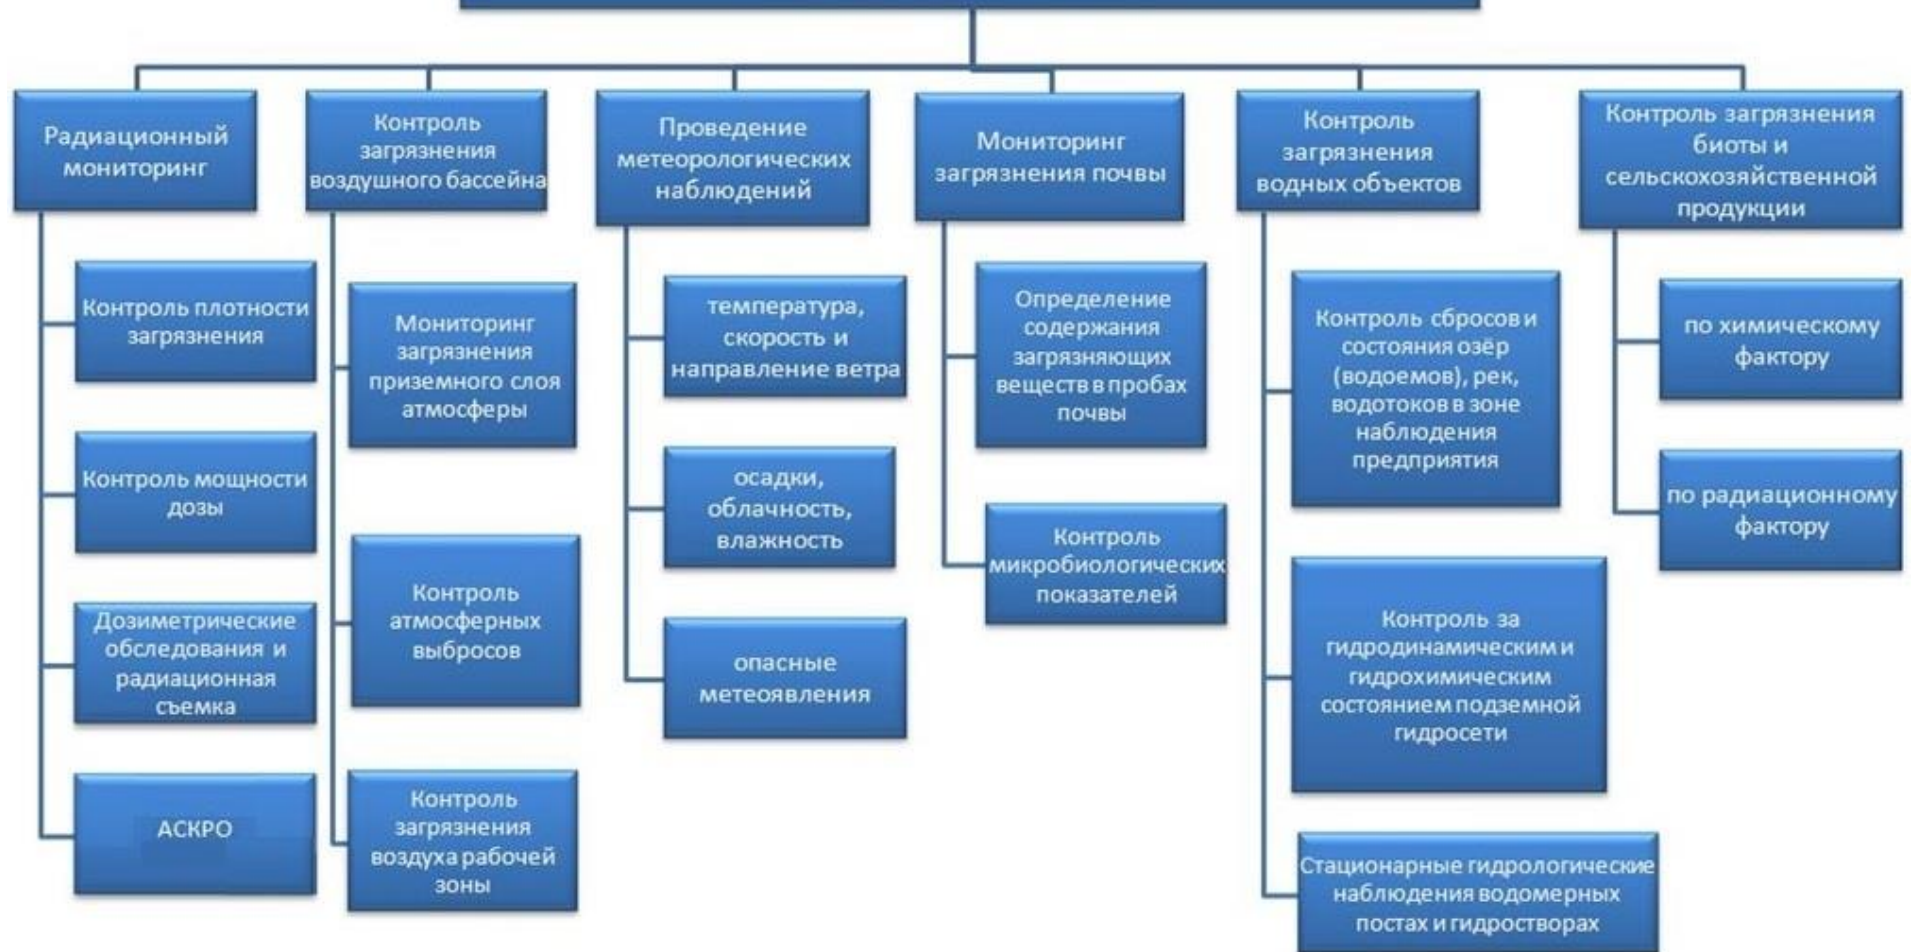 Радиационный
мониторинг
Контроль плотности
загрязнения
Контроль мощности
дозы
Дозиметрические
обследования и
радиационная
съемка
АСКРО
Контроль
загрязнения
воздушного бассейна
Мониторинг
загрязнения
приземного слоя
атмосферы
Контроль
атмосферных
выбросов
Контроль
загрязнения
воздуха рабочей
зоны
Проведение
метеорологических
наблюдений
температура,
скорость и
направление ветра
осадки,
облачность,
влажность
опасные
метеоявления
Мониторинг
загрязнения почвы
Определение
содержания
загрязняющих
веществ в пробах
почвы
Контроль
микробиологических
показателей
Контроль
загрязнения
водных объектов
Контроль сбросов и
состояния озёр
(водоемов), рек,
водотоков в зоне
наблюдения
предприятия
Контроль за
гидродинамическим и
гидрохимическим
состоянием подземной
гидросети
Стационарные гидрологические
наблюдения водомерных
постах и гидростворах
Контроль загрязнения
биоты и
сельскохозяйственной
продукции
по химическому
фактору
по радиационному
фактору